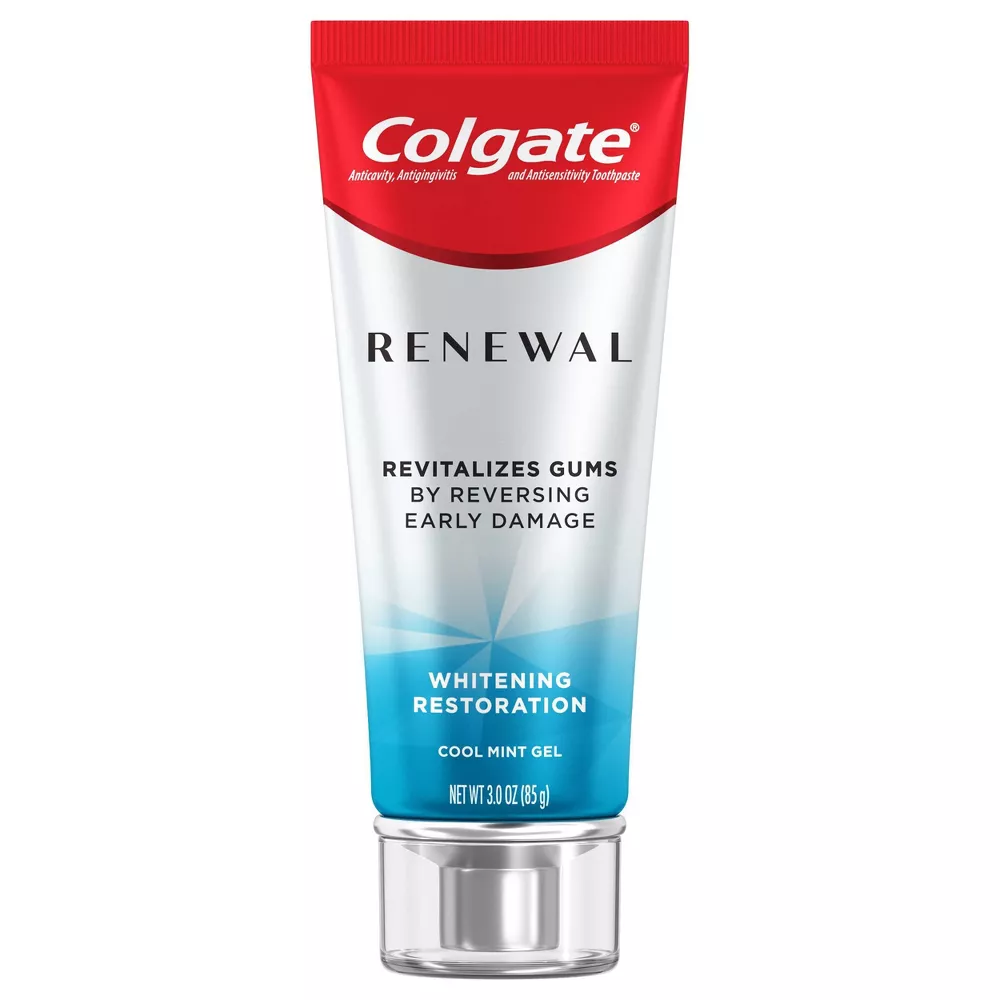 Colgate®
Anticavity, Antigingivitis and Antisensitivity Toothpaste
RENEWAL
REVITALIZES GUMS
BY REVERSING
EARLY DAMAGE
WHITENING
RESTORATION
COOL MINT GEL
NET WT 3.0 OZ (85 g)